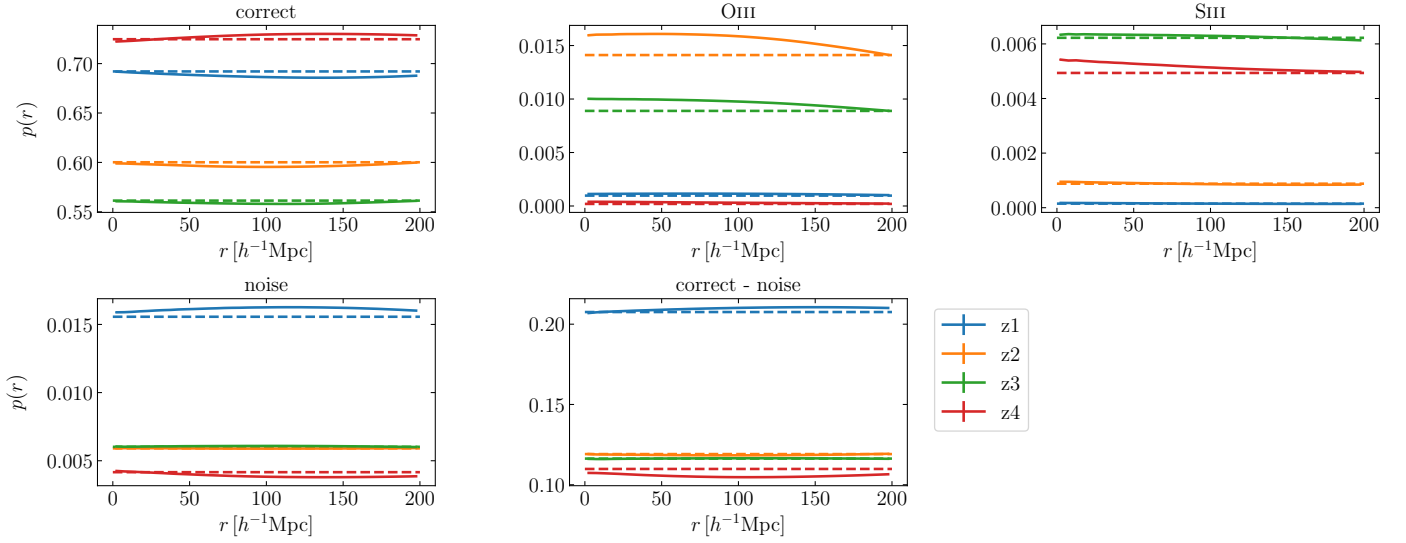 correct
0.70
0.65
0.60
0.55
0 50 100 150 200
p(r)
r [h⁻¹Mpc]
OIII
0.015
0.010
0.005
0.000
0 50 100 150 200
r [h⁻¹Mpc]
SIII
0.006
0.004
0.002
0.000
0 50 100 150 200
r [h⁻¹Mpc]
noise
0.015
0.010
0.005
0 50 100 150 200
p(r)
r [h⁻¹Mpc]
correct - noise
0.20
0.15
0.10
0 50 100 150 200
r [h⁻¹Mpc]
z1
z2
z3
z4